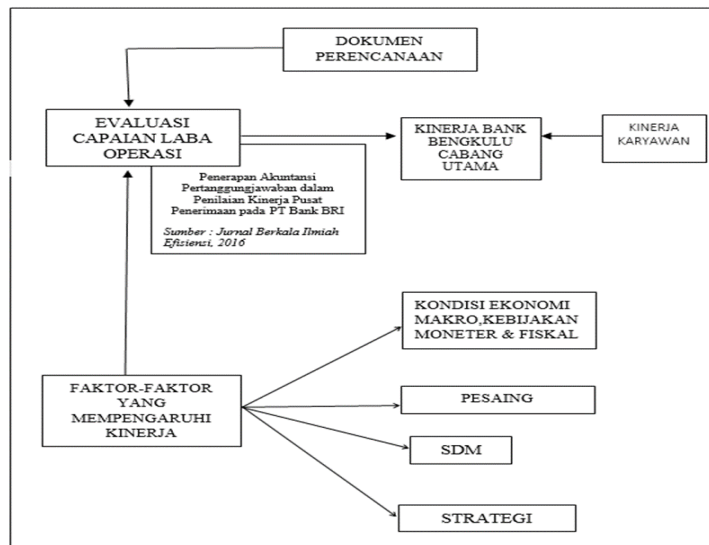 DOKUMEN
PERENCANAAN
EVALUASI
CAPAIAN LABA
OPERASI
KINERJA BANK
BENGKULU
CABANG
UTAMA
KINERJA
KARYAWAN
Penerapan Akuntansi
Pertanggungjawaban dalam
Penilaian Kinerja Pusat
Penerimaan pada PT Bank BRI
Sumber : Jurnal Berkala Ilmiah
Efisiensi, 2016
KONDISI EKONOMI
MAKRO,KEBIJAKAN
MONETER & FISKAL
FAKTOR-FAKTOR
YANG
MEMPENGARUHI
KINERJA
PESAING
SDM
STRATEGI